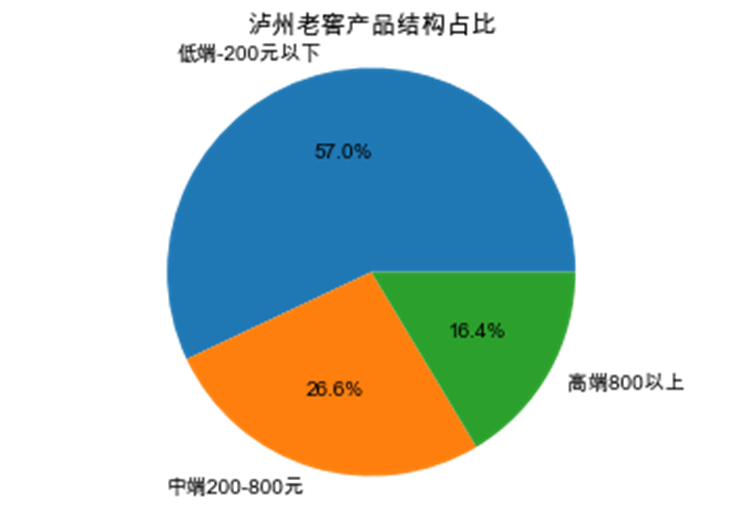 泸州老窖产品结构占比
低端-200元以下
57.0%
16.4%
高端800以上
26.6%
中端200-800元